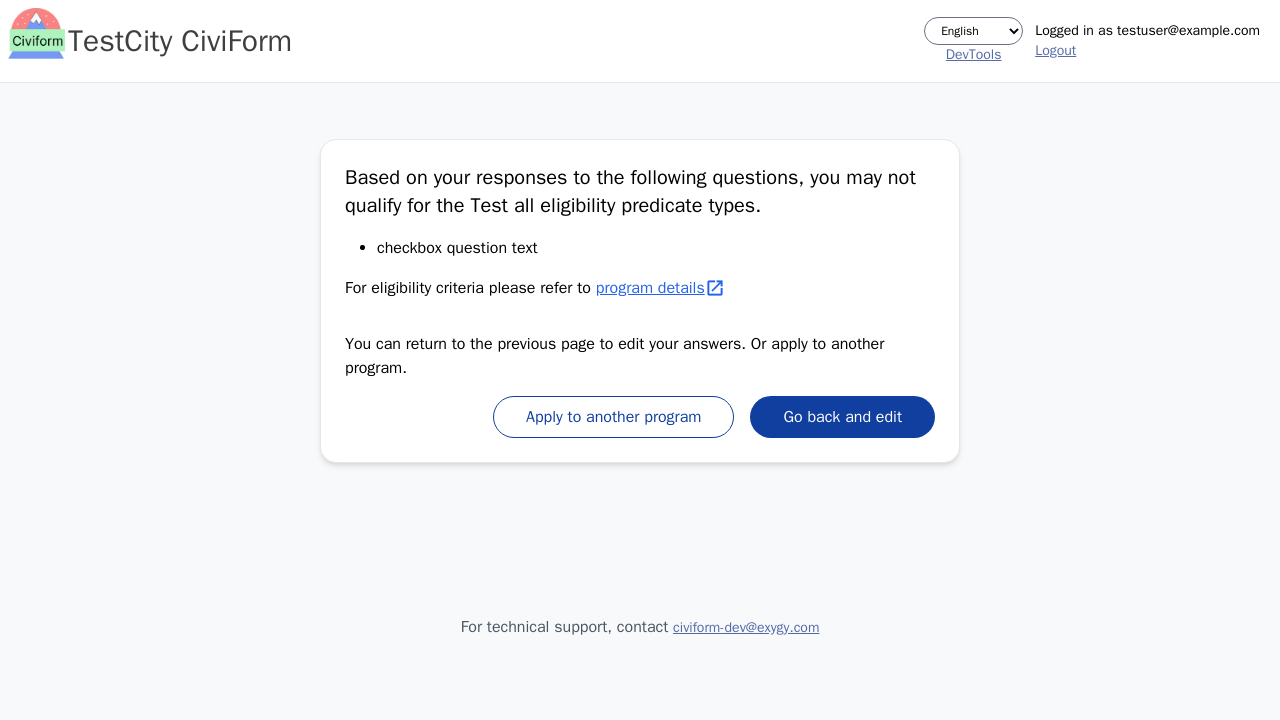 Civiform
TestCity CiviForm
English
DevTools
Logged in as testuser@example.com
Logout
Based on your responses to the following questions, you may not
qualify for the Test all eligibility predicate types.
• checkbox question text
For eligibility criteria please refer to program details
You can return to the previous page to edit your answers. Or apply to another
program.
Apply to another program
Go back and edit
For technical support, contact civiform-dev@exygy.com